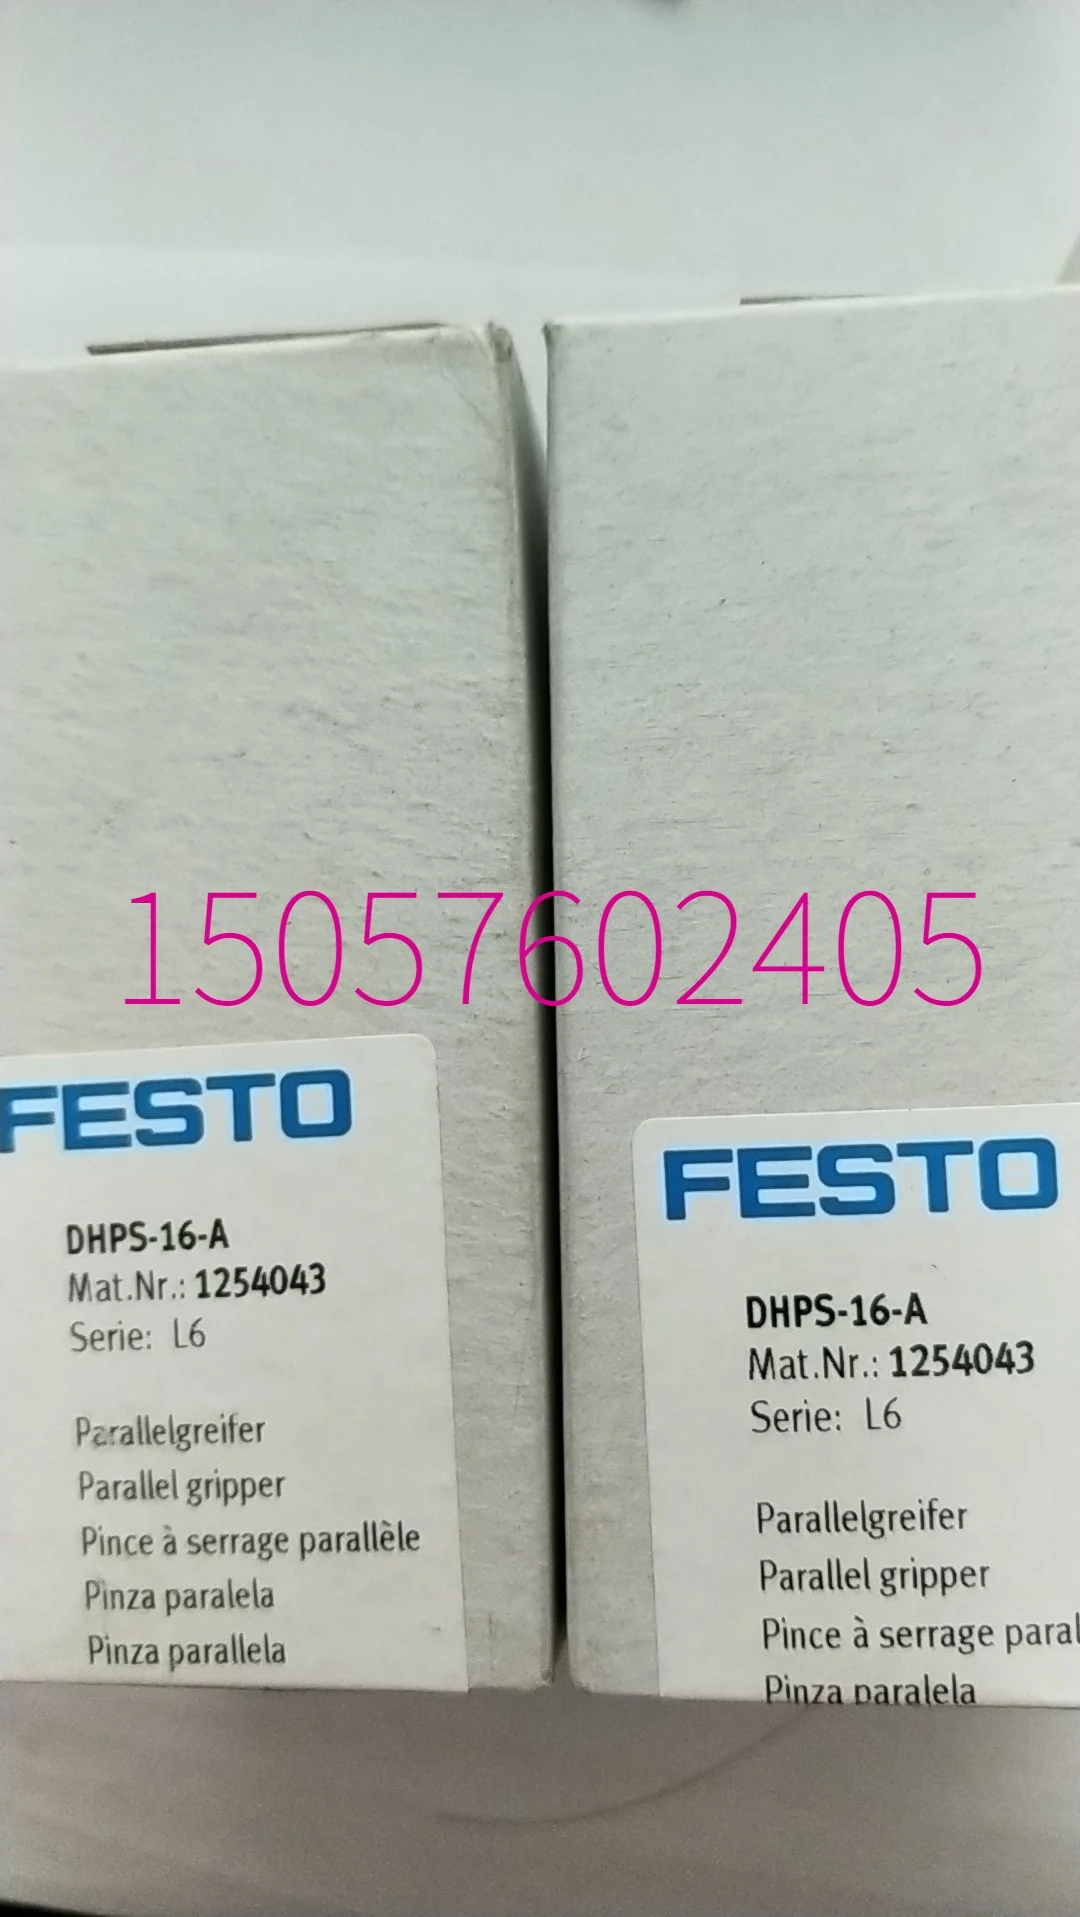 15057602405
FESTO
DHPS-16-A
Mat.Nr.: 1254043
Serie: L6
Parallelgreifer
Parallel gripper
Pince à serrage parallèle
Pinza paralela
Pinza parallela
FESTO
DHPS-16-A
Mat.Nr.: 1254043
Serie: L6
Parallelgreifer
Parallel gripper
Pince à serrage paral
Pinza paralela